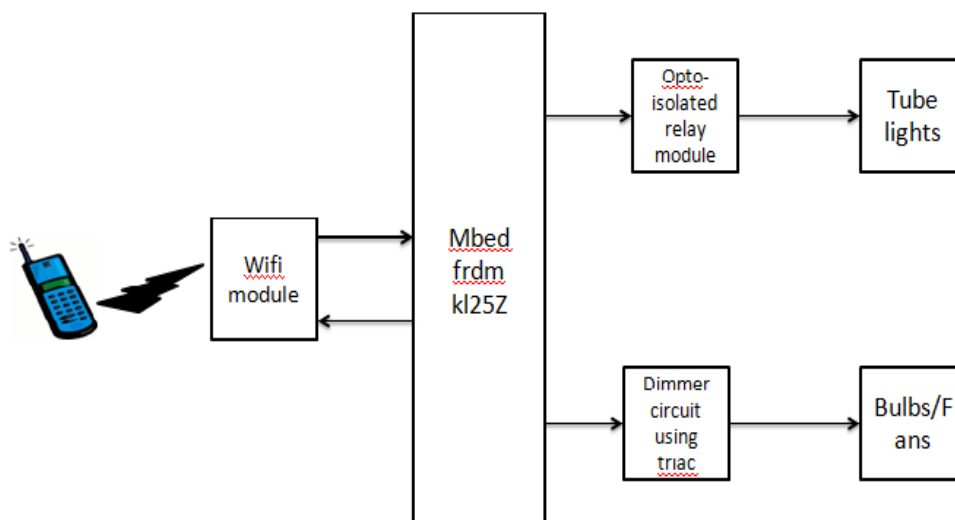 Wifi
module
Mbed
frdm
kl25Z
Opto-
isolated
relay
module
Tube
lights
Dimmer
circuit
using
triac
Bulbs/F
ans